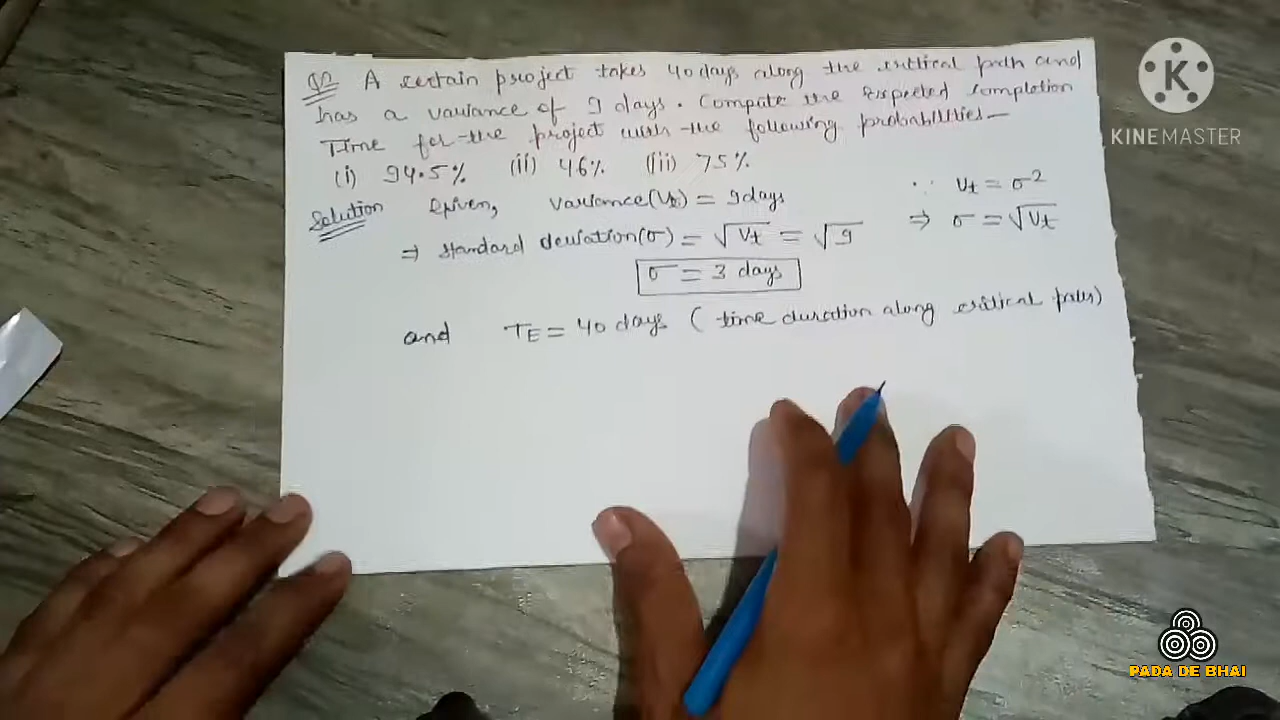 Q2 A certain project takes 40 days along the critical path and
has a variance of 9 days. Compute the Expected Completion
Time for the project with the following probabilities—
(i) 94.5% (ii) 46% (iii) 75%
Solution Given, Variance(Vt) = 9 days ∵ Vt = σ²
⇒ Standard deviation(σ) = √Vt = √9 ⇒ σ = √Vt
σ = 3 days
and TE = 40 days (time duration along critical path)
K
KINEMASTER
PADA DE BHAI